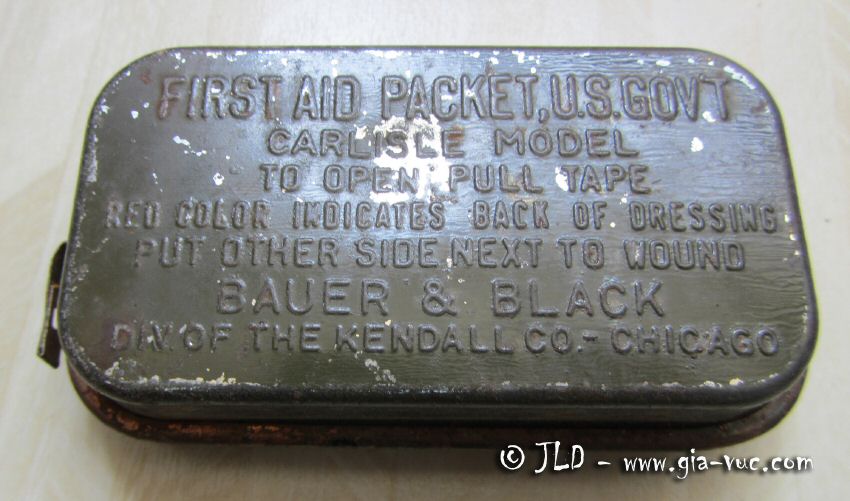 FIRST AID PACKET, U.S. GOV'T
CARLISLE MODEL
TO OPEN PULL TAPE
RED COLOR INDICATES BACK OF DRESSING
PUT OTHER SIDE NEXT TO WOUND
BAUER & BLACK
DIV. OF THE KENDALL CO. - CHICAGO
© JLD - www.gia-vuc.com